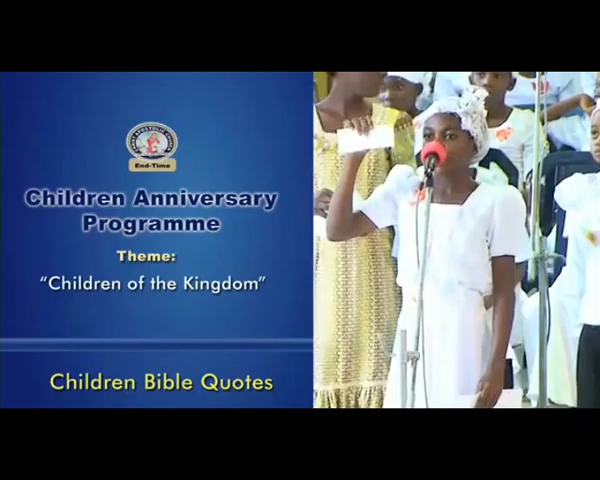 End-Time
Children Anniversary
Programme
Theme:
“Children of the Kingdom”
Children Bible Quotes